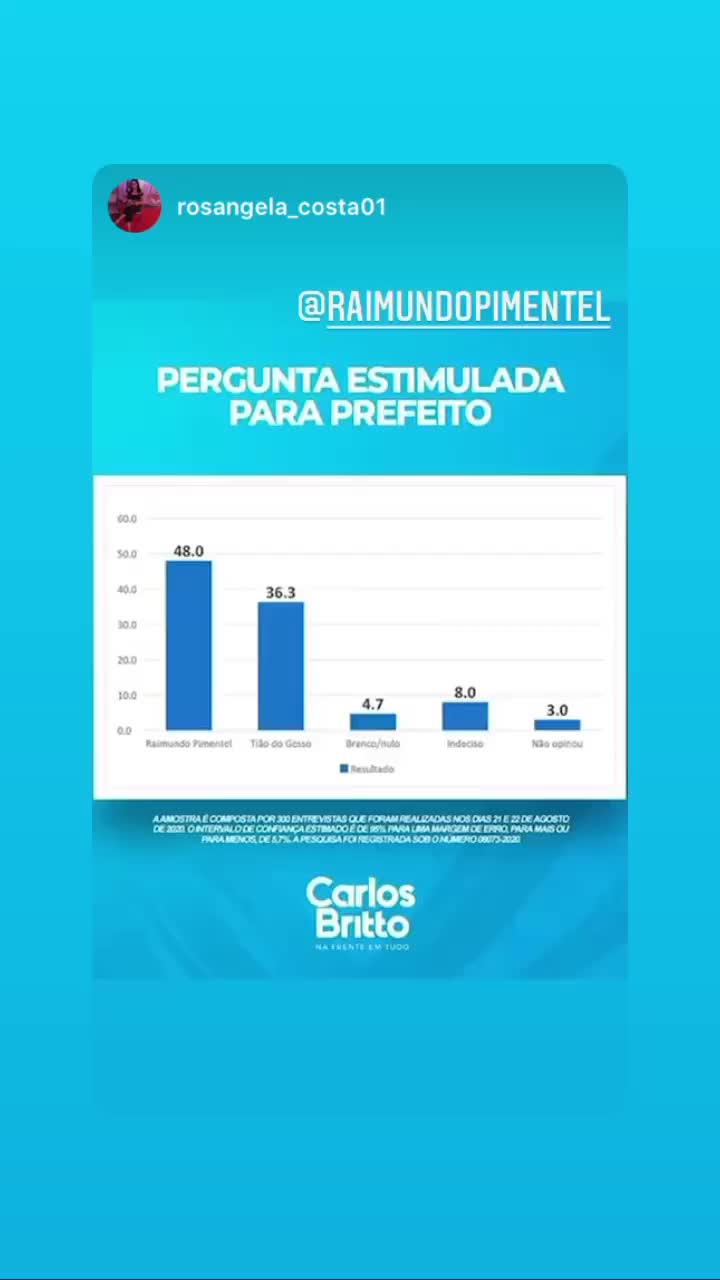 rosangela_costa01
@RAIMUNDOPIMENTEL
PERGUNTA ESTIMULADA
PARA PREFEITO
60.0
50.0
40.0
30.0
20.0
10.0
0.0
48.0
36.3
4.7
8.0
3.0
Raimundo Pimentel
Tião do Gesso
Branco/nulo
Indeciso
Não opinou
Resultado
A AMOSTRA É COMPOSTA POR 300 ENTREVISTAS QUE FORAM REALIZADAS NOS DIAS 21 E 22 DE AGOSTO
DE 2020. O INTERVALO DE CONFIANÇA ESTIMADO É DE 95% PARA UMA MARGEM DE ERRO, PARA MAIS OU
PARA MENOS, DE 5,7%. A PESQUISA FOI REGISTRADA SOB O NÚMERO 08073-2020.
Carlos
Britto
NA FRENTE EM TUDO